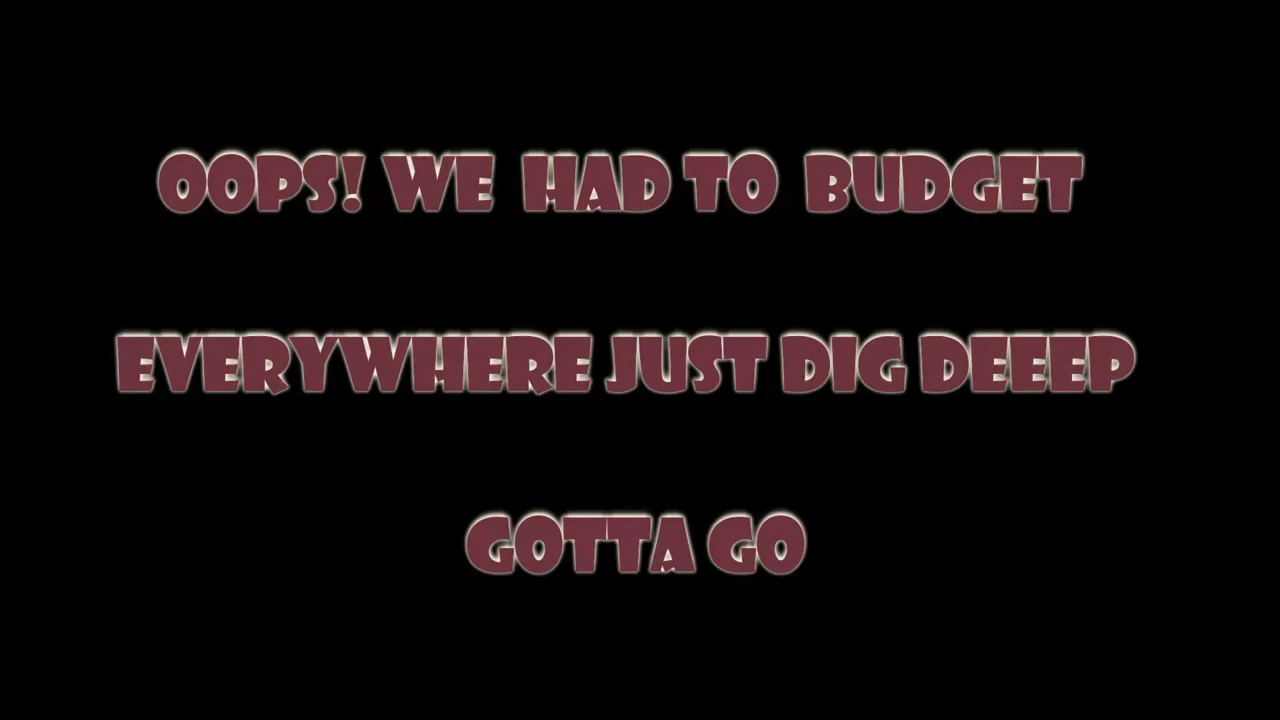 OOPS! WE HAD TO BUDGET
EVERYWHERE JUST DIG DEEEP
GOTTA GO